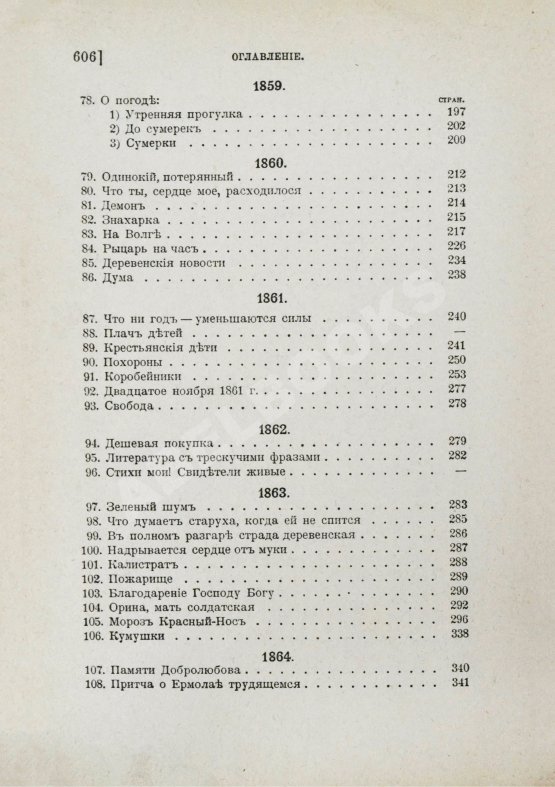 606] ОГЛАВЛЕНІЕ.
1859.
78. О погодѣ: СТРАН.
1) Утренняя прогулка . . . . . . . . . . . . . . . 197
2) До сумерекъ . . . . . . . . . . . . . . . . . . 202
3) Сумерки . . . . . . . . . . . . . . . . . . . . 209
1860.
79. Одинокій, потерянный . . . . . . . . . . . . . . . 212
80. Что ты, сердце мое, расходилося . . . . . . . . . . 213
81. Демонъ . . . . . . . . . . . . . . . . . . . . . . 214
82. Знахарка . . . . . . . . . . . . . . . . . . . . . 215
83. На Волгѣ . . . . . . . . . . . . . . . . . . . . . 217
84. Рыцарь на часъ . . . . . . . . . . . . . . . . . . 226
85. Деревенскія новости . . . . . . . . . . . . . . . . 234
86. Дума . . . . . . . . . . . . . . . . . . . . . . . 238
1861.
87. Что ни годъ — уменьшаются силы . . . . . . . . . . 240
88. Плачъ дѣтей . . . . . . . . . . . . . . . . . . . . —
89. Крестьянскія дѣти . . . . . . . . . . . . . . . . . 241
90. Похороны . . . . . . . . . . . . . . . . . . . . . 250
91. Коробейники . . . . . . . . . . . . . . . . . . . . 253
92. Двадцатое ноября 1861 г. . . . . . . . . . . . . . 277
93. Свобода . . . . . . . . . . . . . . . . . . . . . . 278
1862.
94. Дешевая покупка . . . . . . . . . . . . . . . . . . 279
95. Литература съ трескучими фразами . . . . . . . . . 282
96. Стихи мои! Свидѣтели живые . . . . . . . . . . . . —
1863.
97. Зеленый шумъ . . . . . . . . . . . . . . . . . . . 283
98. Что думаетъ старуха, когда ей не спится . . . . . . 285
99. Въ полномъ разгарѣ страда деревенская . . . . . . . 286
100. Надрывается сердце отъ муки . . . . . . . . . . . 287
101. Калистратъ . . . . . . . . . . . . . . . . . . . . 288
102. Пожарище . . . . . . . . . . . . . . . . . . . . . 289
103. Благодареніе Господу Богу . . . . . . . . . . . . 290
104. Орина, мать солдатская . . . . . . . . . . . . . . 292
105. Морозъ Красный-Носъ . . . . . . . . . . . . . . . 296
106. Кумушки . . . . . . . . . . . . . . . . . . . . . 338
1864.
107. Памяти Добролюбова . . . . . . . . . . . . . . . . 340
108. Притча о Ермолаѣ трудящемся . . . . . . . . . . . 341